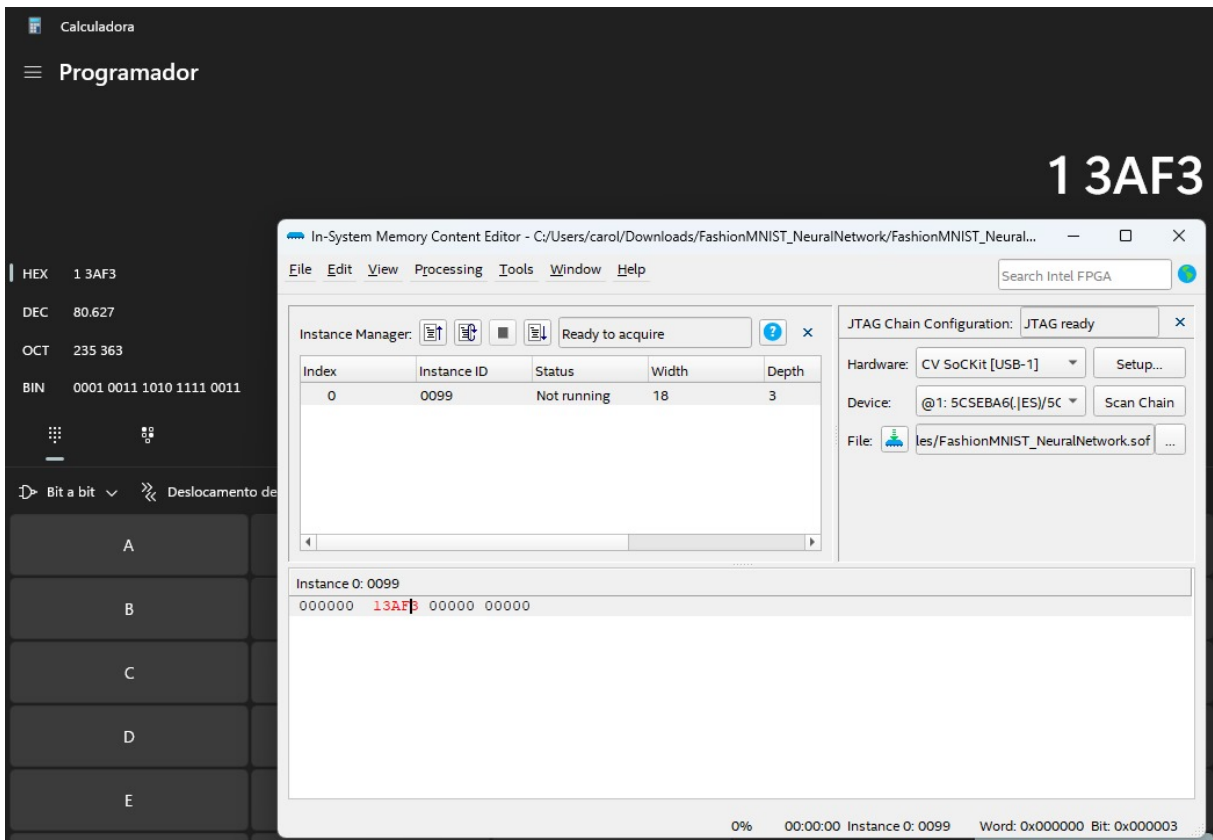 Calculadora
Programador
1 3AF3
HEX 1 3AF3
DEC 80.627
OCT 235 363
BIN 0001 0011 1010 1111 0011
Bit a bit
Deslocamento de
A
B
C
D
E
In-System Memory Content Editor - C:/Users/carol/Downloads/FashionMNIST_NeuralNetwork/FashionMNIST_Neural...
File Edit View Processing Tools Window Help
Search Intel FPGA
Instance Manager: Ready to acquire
Index Instance ID Status Width Depth
0 0099 Not running 18 3
JTAG Chain Configuration: JTAG ready
Hardware: CV SoCKit [USB-1] Setup...
Device: @1: 5CSEBA6(.|ES)/5C Scan Chain
File: les/FashionMNIST_NeuralNetwork.sof ...
Instance 0: 0099
000000 13AF3 00000 00000
0% 00:00:00 Instance 0: 0099 Word: 0x000000 Bit: 0x000003